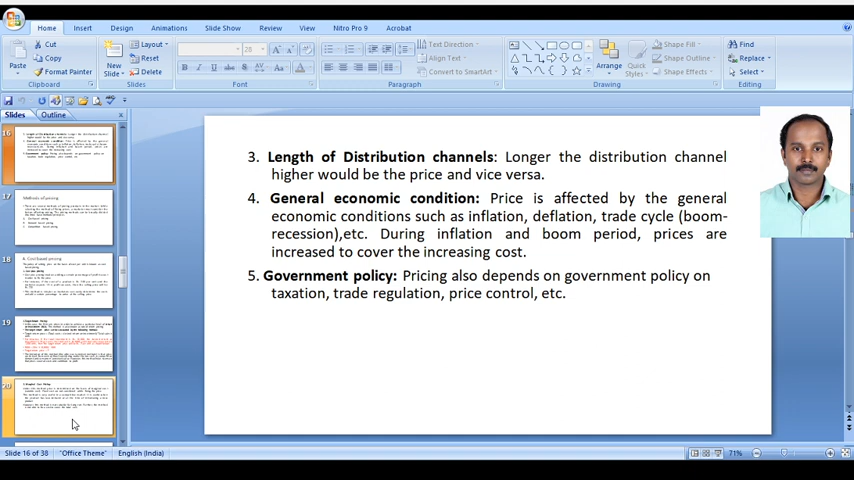 Home Insert Design Animations Slide Show Review View Nitro Pro 9 Acrobat
Cut
Copy
Format Painter
Paste
Clipboard
New
Slide
Layout
Reset
Delete
Slides
28
Font
Text Direction
Align Text
Convert to SmartArt
Paragraph
Arrange
Quick
Styles
Shape Fill
Shape Outline
Shape Effects
Drawing
Find
Replace
Select
Editing
Slides Outline
16
17
Methods of pricing
18
19
20
3. Length of Distribution channels: Longer the distribution channel
higher would be the price and vice versa.
4. General economic condition: Price is affected by the general
economic conditions such as inflation, deflation, trade cycle (boom-
recession),etc. During inflation and boom period, prices are
increased to cover the increasing cost.
5. Government policy: Pricing also depends on government policy on
taxation, trade regulation, price control, etc.
Slide 16 of 38 "Office Theme" English (India) 71%